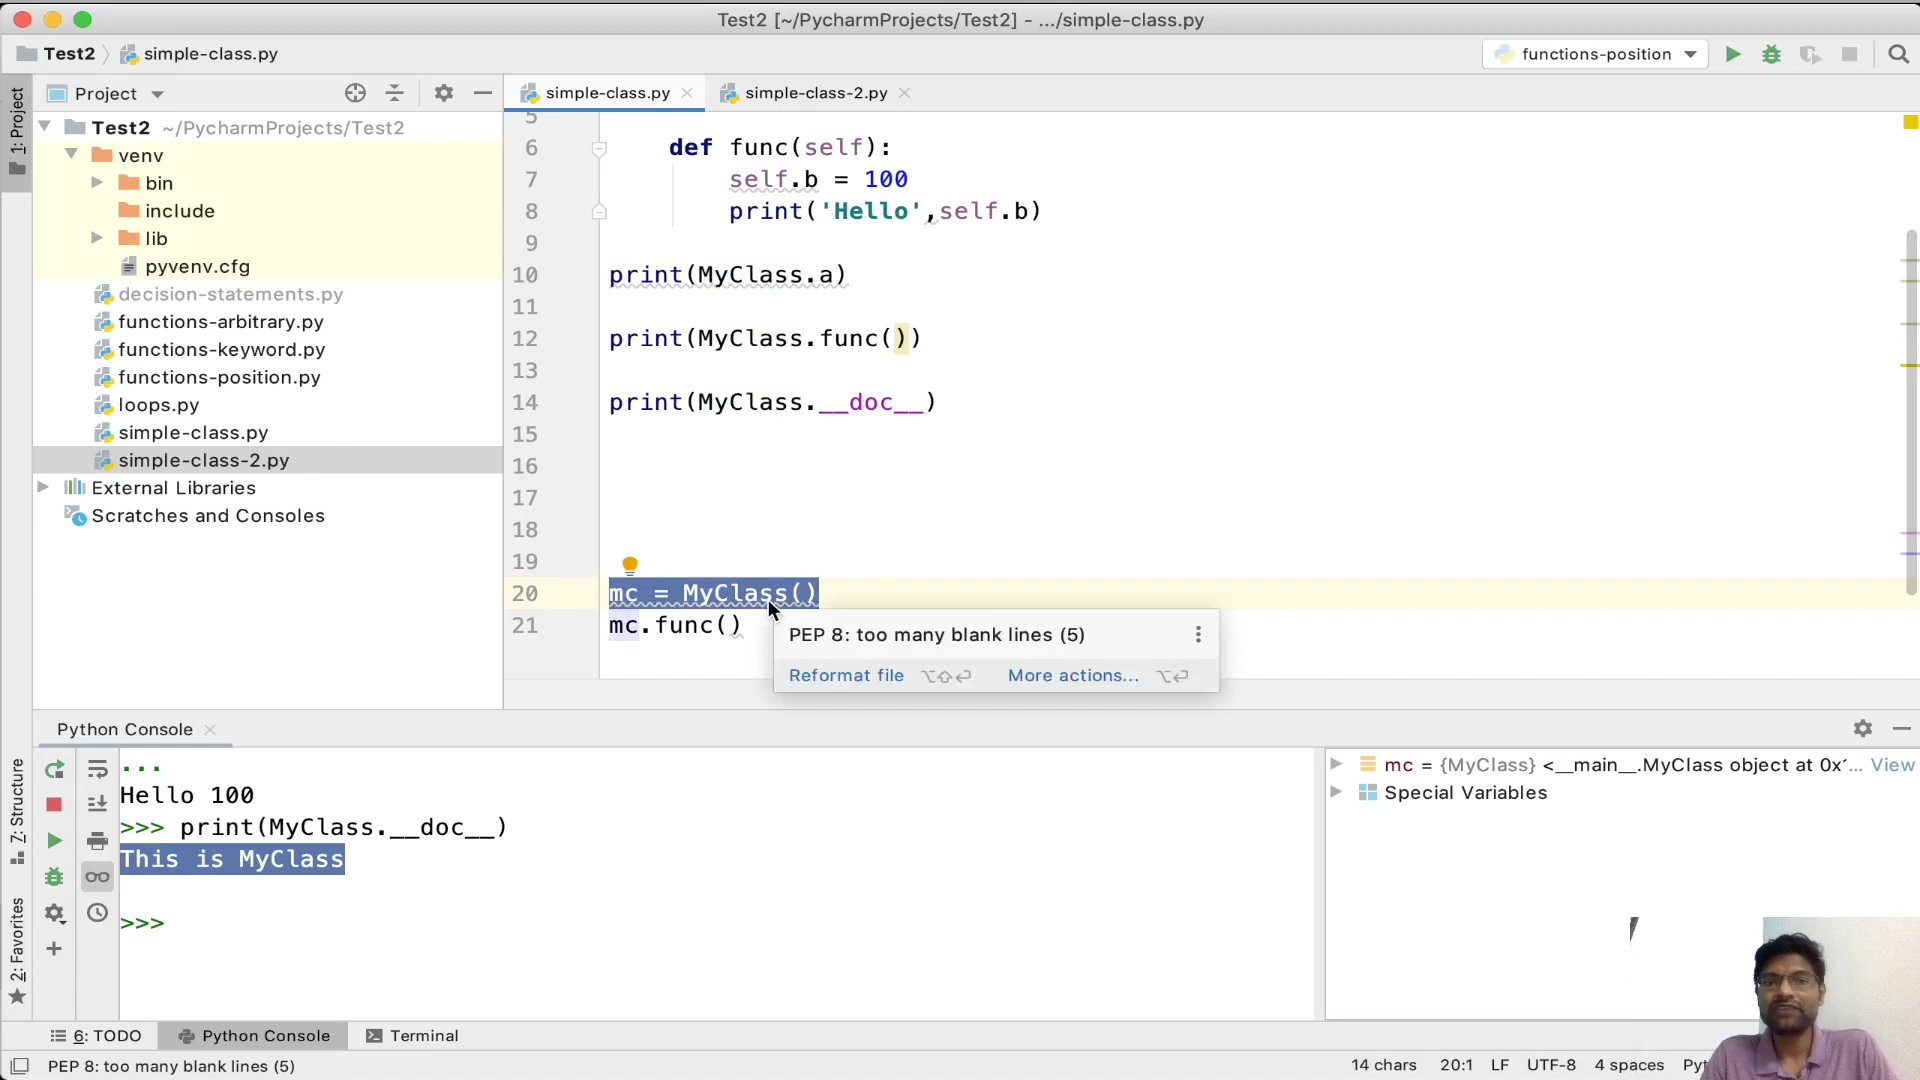 Test2 [~/PycharmProjects/Test2] - .../simple-class.py
Test2 simple-class.py
functions-position
1: Project
Project
simple-class.py
simple-class-2.py
Test2 ~/PycharmProjects/Test2
venv
bin
include
lib
pyvenv.cfg
decision-statements.py
functions-arbitrary.py
functions-keyword.py
functions-position.py
loops.py
simple-class.py
simple-class-2.py
External Libraries
Scratches and Consoles
5
6 def func(self):
7 self.b = 100
8 print('Hello',self.b)
9
10 print(MyClass.a)
11
12 print(MyClass.func())
13
14 print(MyClass.__doc__)
15
16
17
18
19
20 mc = MyClass()
21 mc.func()
PEP 8: too many blank lines (5)
Reformat file ⌥⇧⏎ More actions... ⌥⏎
Python Console
...
Hello 100
>>> print(MyClass.__doc__)
This is MyClass
>>>
mc = {MyClass} <__main__.MyClass object at 0x... View
Special Variables
7: Structure
2: Favorites
6: TODO
Python Console
Terminal
PEP 8: too many blank lines (5)
14 chars 20:1 LF UTF-8 4 spaces Pyt